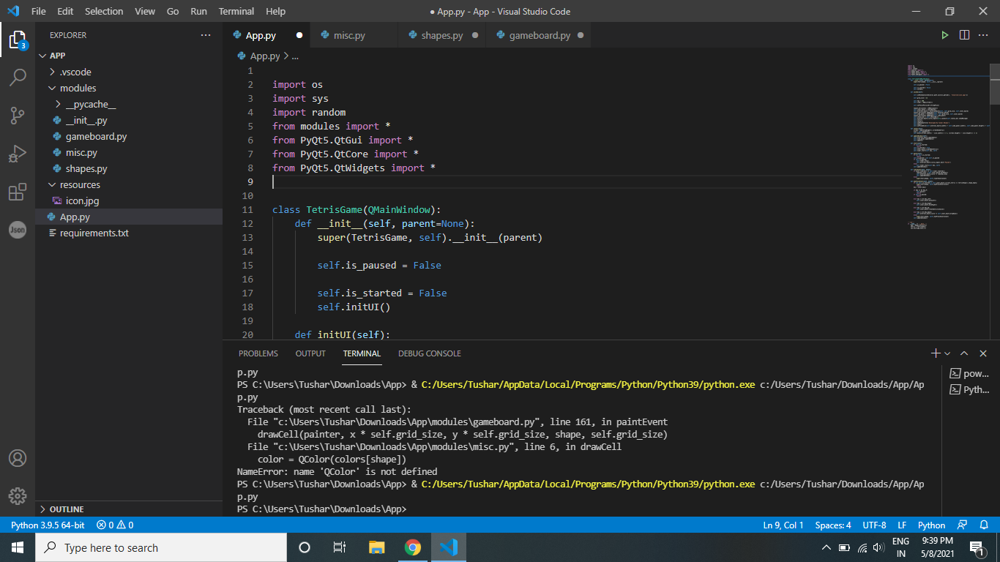 File Edit Selection View Go Run Terminal Help
● App.py - App - Visual Studio Code
EXPLORER
APP
.vscode
modules
__pycache__
__init__.py
gameboard.py
misc.py
shapes.py
resources
icon.jpg
App.py
requirements.txt
OUTLINE
3
Json
App.py misc.py shapes.py gameboard.py
App.py > ...
1
2 import os
3 import sys
4 import random
5 from modules import *
6 from PyQt5.QtGui import *
7 from PyQt5.QtCore import *
8 from PyQt5.QtWidgets import *
9
10
11 class TetrisGame(QMainWindow):
12 def __init__(self, parent=None):
13 super(TetrisGame, self).__init__(parent)
14
15 self.is_paused = False
16
17 self.is_started = False
18 self.initUI()
19
20 def initUI(self):
PROBLEMS OUTPUT TERMINAL DEBUG CONSOLE
p.py
PS C:\Users\Tushar\Downloads\App> & C:/Users/Tushar/AppData/Local/Programs/Python/Python39/python.exe c:/Users/Tushar/Downloads/App/Ap
p.py
Traceback (most recent call last):
File "c:\Users\Tushar\Downloads\App\modules\gameboard.py", line 161, in paintEvent
drawCell(painter, x * self.grid_size, y * self.grid_size, shape, self.grid_size)
File "c:\Users\Tushar\Downloads\App\modules\misc.py", line 6, in drawCell
color = QColor(colors[shape])
NameError: name 'QColor' is not defined
PS C:\Users\Tushar\Downloads\App> & C:/Users/Tushar/AppData/Local/Programs/Python/Python39/python.exe c:/Users/Tushar/Downloads/App/Ap
p.py
PS C:\Users\Tushar\Downloads\App>
pow...
Pyth...
Python 3.9.5 64-bit 0 0 Ln 9, Col 1 Spaces: 4 UTF-8 LF Python
Type here to search
ENG
IN
9:39 PM
5/8/2021
1